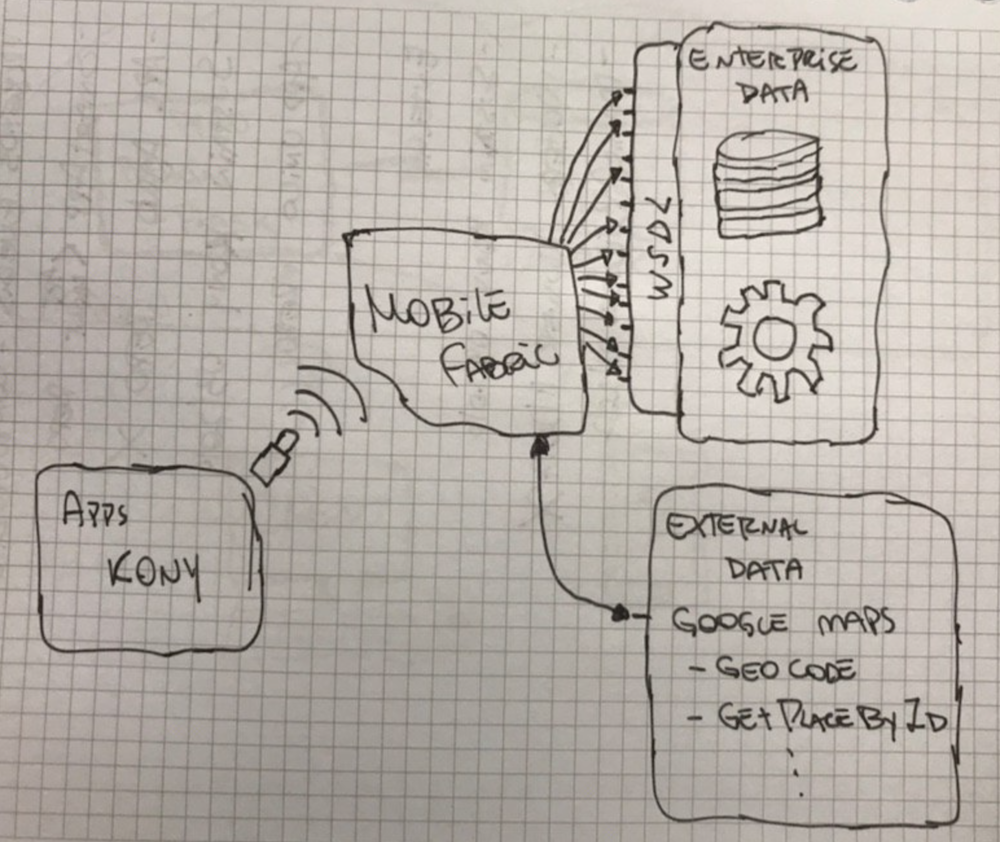 ENTERPRISE
DATA
WSDL
MOBILE
FABRIC
APPS
KONY
EXTERNAL
DATA
GOOGLE MAPS
- GEO CODE
- GET PLACE BY ID